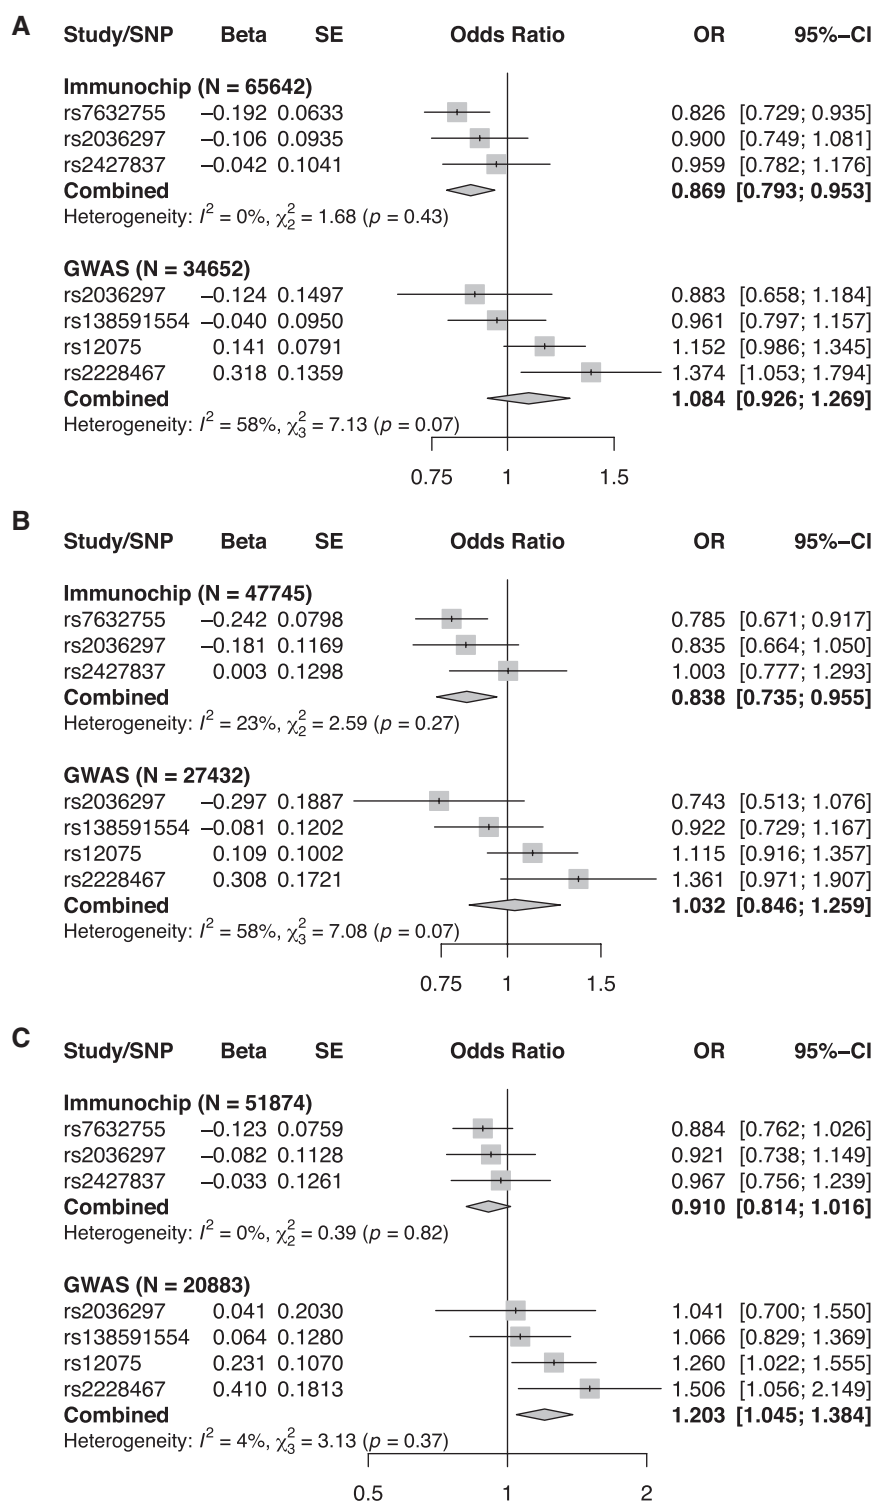 A
Study/SNP Beta SE Odds Ratio OR 95%–CI
Immunochip (N = 65642)
rs7632755 –0.192 0.0633 0.826 [0.729; 0.935]
rs2036297 –0.106 0.0935 0.900 [0.749; 1.081]
rs2427837 –0.042 0.1041 0.959 [0.782; 1.176]
Combined 0.869 [0.793; 0.953]
Heterogeneity: I² = 0%, χ²₂ = 1.68 (p = 0.43)
GWAS (N = 34652)
rs2036297 –0.124 0.1497 0.883 [0.658; 1.184]
rs138591554 –0.040 0.0950 0.961 [0.797; 1.157]
rs12075 0.141 0.0791 1.152 [0.986; 1.345]
rs2228467 0.318 0.1359 1.374 [1.053; 1.794]
Combined 1.084 [0.926; 1.269]
Heterogeneity: I² = 58%, χ²₃ = 7.13 (p = 0.07)
0.75 1 1.5
B
Study/SNP Beta SE Odds Ratio OR 95%–CI
Immunochip (N = 47745)
rs7632755 –0.242 0.0798 0.785 [0.671; 0.917]
rs2036297 –0.181 0.1169 0.835 [0.664; 1.050]
rs2427837 0.003 0.1298 1.003 [0.777; 1.293]
Combined 0.838 [0.735; 0.955]
Heterogeneity: I² = 23%, χ²₂ = 2.59 (p = 0.27)
GWAS (N = 27432)
rs2036297 –0.297 0.1887 0.743 [0.513; 1.076]
rs138591554 –0.081 0.1202 0.922 [0.729; 1.167]
rs12075 0.109 0.1002 1.115 [0.916; 1.357]
rs2228467 0.308 0.1721 1.361 [0.971; 1.907]
Combined 1.032 [0.846; 1.259]
Heterogeneity: I² = 58%, χ²₃ = 7.08 (p = 0.07)
0.75 1 1.5
C
Study/SNP Beta SE Odds Ratio OR 95%–CI
Immunochip (N = 51874)
rs7632755 –0.123 0.0759 0.884 [0.762; 1.026]
rs2036297 –0.082 0.1128 0.921 [0.738; 1.149]
rs2427837 –0.033 0.1261 0.967 [0.756; 1.239]
Combined 0.910 [0.814; 1.016]
Heterogeneity: I² = 0%, χ²₂ = 0.39 (p = 0.82)
GWAS (N = 20883)
rs2036297 0.041 0.2030 1.041 [0.700; 1.550]
rs138591554 0.064 0.1280 1.066 [0.829; 1.369]
rs12075 0.231 0.1070 1.260 [1.022; 1.555]
rs2228467 0.410 0.1813 1.506 [1.056; 2.149]
Combined 1.203 [1.045; 1.384]
Heterogeneity: I² = 4%, χ²₃ = 3.13 (p = 0.37)
0.5 1 2